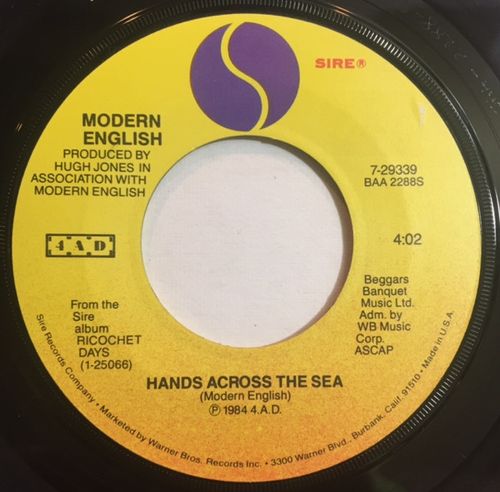 SIRE®
MODERN
ENGLISH
PRODUCED BY
HUGH JONES IN
ASSOCIATION WITH
MODERN ENGLISH
7-29339
BAA 2288S
4 A D
4:02
From the
Sire
album
RICOCHET
DAYS
(1-25066)
Beggars
Banquet
Music Ltd.
Adm. by
WB Music
Corp.
ASCAP
HANDS ACROSS THE SEA
(Modern English)
℗ 1984 4.A.D.
Sire Records Company • Marketed by Warner Bros. Records Inc. • 3300 Warner Blvd., Burbank, Calif. 91510 • Made in U.S.A.